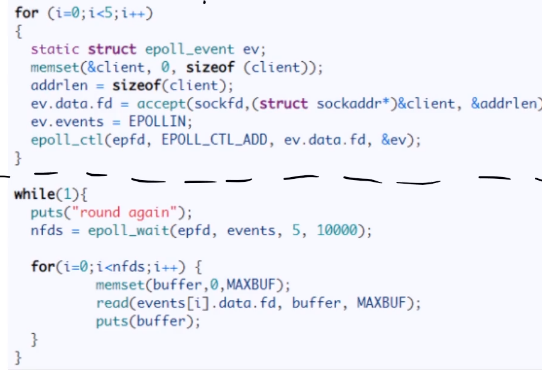 for (i=0;i<5;i++)
{
static struct epoll_event ev;
memset(&client, 0, sizeof (client));
addrlen = sizeof(client);
ev.data.fd = accept(sockfd,(struct sockaddr*)&client, &addrlen)
ev.events = EPOLLIN;
epoll_ctl(epfd, EPOLL_CTL_ADD, ev.data.fd, &ev);
}
while(1){
puts("round again");
nfds = epoll_wait(epfd, events, 5, 10000);
for(i=0;i<nfds;i++) {
memset(buffer,0,MAXBUF);
read(events[i].data.fd, buffer, MAXBUF);
puts(buffer);
}
}